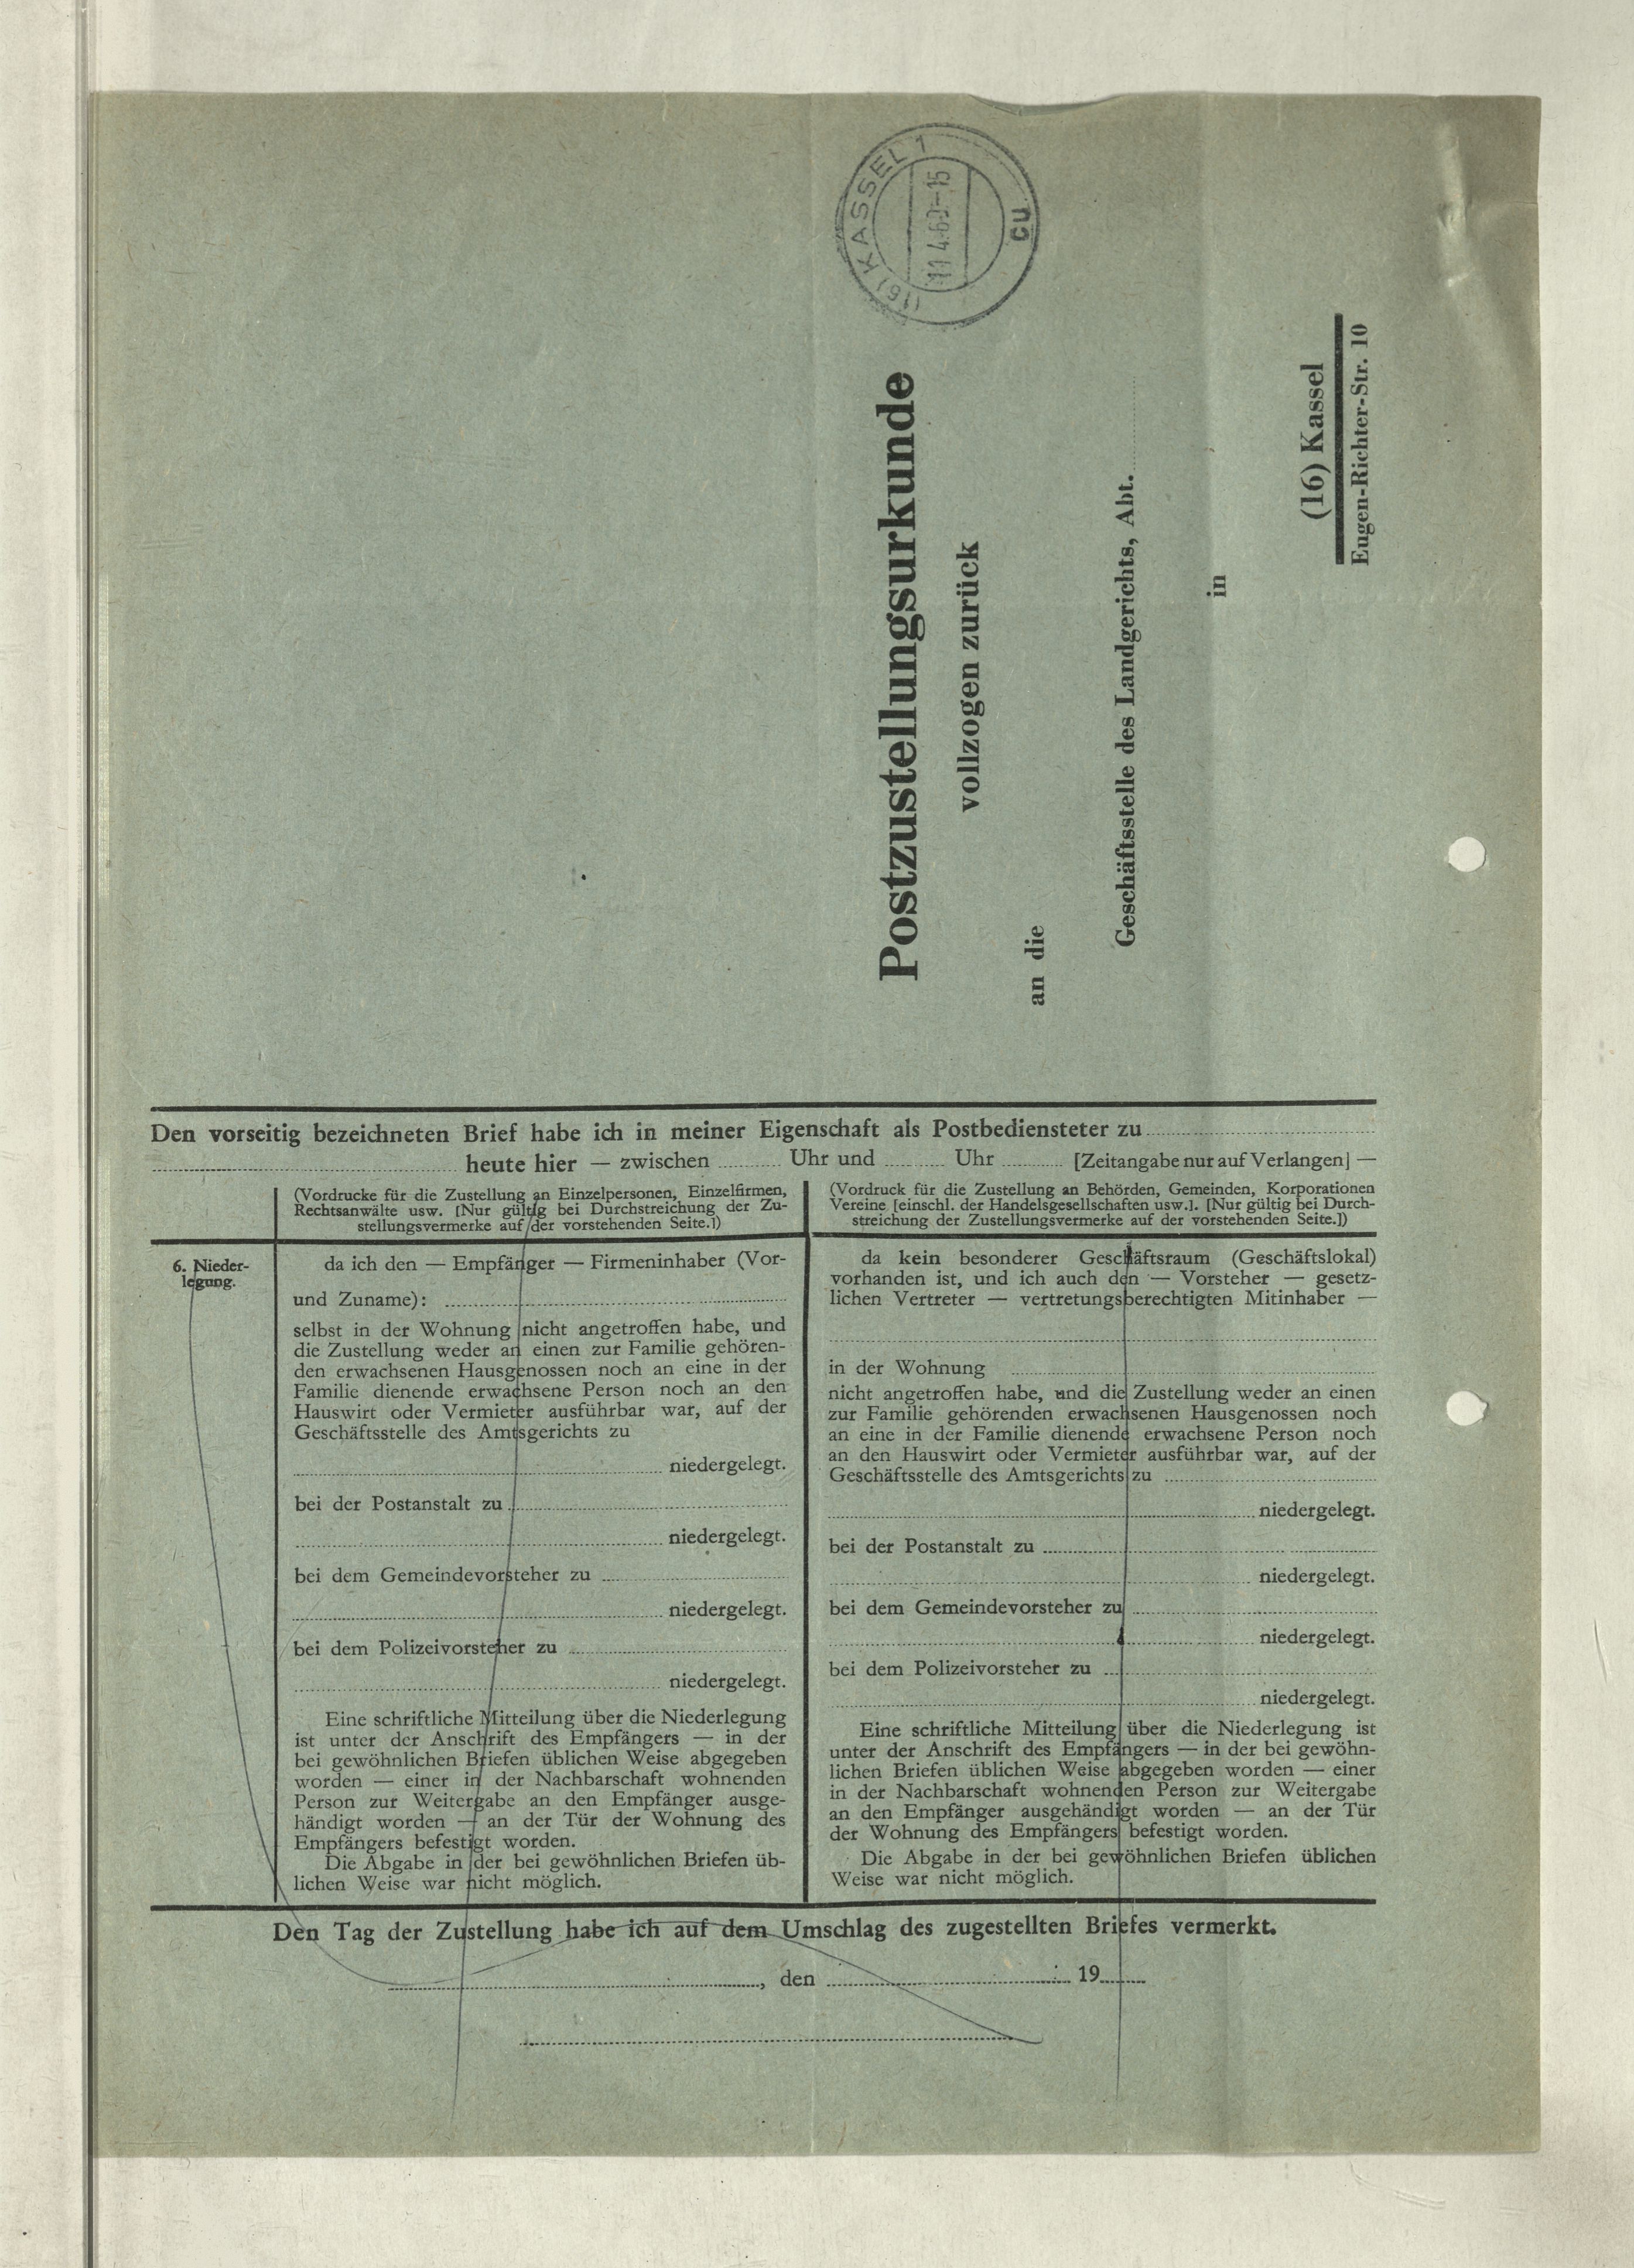 (16) KASSEL 1
cu
Postzustellungsurkunde
vollzogen zurück
an die
Geschäftsstelle des Landgerichts, Abt.
in
(16) Kassel
Eugen-Richter-Str. 10
Den vorseitig bezeichneten Brief habe ich in meiner Eigenschaft als Postbediensteter zu
heute hier — zwischen Uhr und Uhr [Zeitangabe nur auf Verlangen] —
(Vordrucke für die Zustellung an Einzelpersonen, Einzelfirmen,
Rechtsanwälte usw. [Nur gültig bei Durchstreichung der Zu-
stellungsvermerke auf der vorstehenden Seite.])
6. Nieder-
legung.
da ich den — Empfänger — Firmeninhaber (Vor-
und Zuname):
selbst in der Wohnung nicht angetroffen habe, und
die Zustellung weder an einen zur Familie gehören-
den erwachsenen Hausgenossen noch an eine in der
Familie dienende erwachsene Person noch an den
Hauswirt oder Vermieter ausführbar war, auf der
Geschäftsstelle des Amtsgerichts zu
niedergelegt.
bei der Postanstalt zu
niedergelegt.
bei dem Gemeindevorsteher zu
niedergelegt.
bei dem Polizeivorsteher zu
niedergelegt.
Eine schriftliche Mitteilung über die Niederlegung
ist unter der Anschrift des Empfängers — in der
bei gewöhnlichen Briefen üblichen Weise abgegeben
worden — einer in der Nachbarschaft wohnenden
Person zur Weitergabe an den Empfänger ausge-
händigt worden — an der Tür der Wohnung des
Empfängers befestigt worden.
Die Abgabe in der bei gewöhnlichen Briefen üb-
lichen Weise war nicht möglich.
(Vordruck für die Zustellung an Behörden, Gemeinden, Korporationen
Vereine [einschl. der Handelsgesellschaften usw.]. [Nur gültig bei Durch-
streichung der Zustellungsvermerke auf der vorstehenden Seite.])
da kein besonderer Geschäftsraum (Geschäftslokal)
vorhanden ist, und ich auch den — Vorsteher — gesetz-
lichen Vertreter — vertretungsberechtigten Mitinhaber —
in der Wohnung
nicht angetroffen habe, und die Zustellung weder an einen
zur Familie gehörenden erwachsenen Hausgenossen noch
an eine in der Familie dienende erwachsene Person noch
an den Hauswirt oder Vermieter ausführbar war, auf der
Geschäftsstelle des Amtsgerichts zu
niedergelegt.
bei der Postanstalt zu
niedergelegt.
bei dem Gemeindevorsteher zu
niedergelegt.
bei dem Polizeivorsteher zu
niedergelegt.
Eine schriftliche Mitteilung über die Niederlegung ist
unter der Anschrift des Empfängers — in der bei gewöhn-
lichen Briefen üblichen Weise abgegeben worden — einer
in der Nachbarschaft wohnenden Person zur Weitergabe
an den Empfänger ausgehändigt worden — an der Tür
der Wohnung des Empfängers befestigt worden.
Die Abgabe in der bei gewöhnlichen Briefen üblichen
Weise war nicht möglich.
Den Tag der Zustellung habe ich auf dem Umschlag des zugestellten Briefes vermerkt.
, den 19